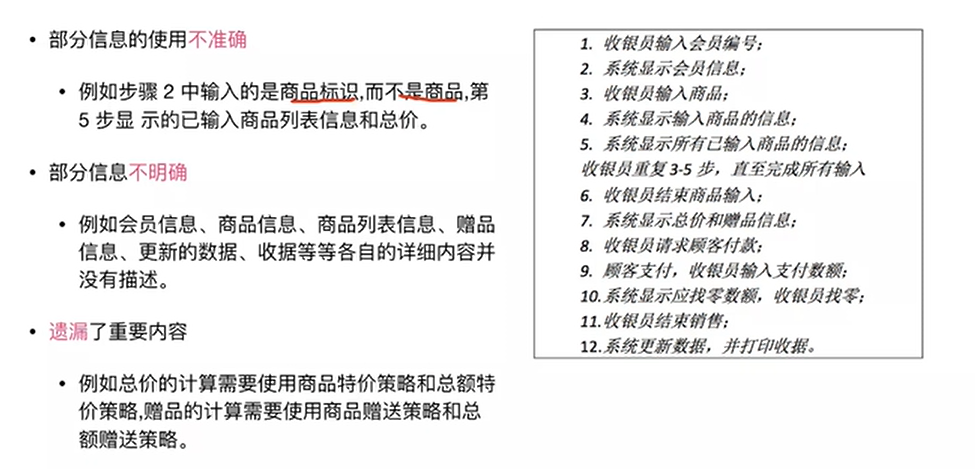 • 部分信息的使用不准确
• 例如步骤 2 中输入的是商品标识,而不是商品,第
5 步显 示的已输入商品列表信息和总价。
• 部分信息不明确
• 例如会员信息、商品信息、商品列表信息、赠品
信息、更新的数据、收据等等各自的详细内容并
没有描述。
• 遗漏了重要内容
• 例如总价的计算需要使用商品特价策略和总额特
价策略,赠品的计算需要使用商品赠送策略和总
额赠送策略。
1. 收银员输入会员编号；
2. 系统显示会员信息；
3. 收银员输入商品；
4. 系统显示输入商品的信息；
5. 系统显示所有已输入商品的信息；
收银员重复 3-5 步，直至完成所有输入
6. 收银员结束商品输入；
7. 系统显示总价和赠品信息；
8. 收银员请求顾客付款；
9. 顾客支付，收银员输入支付数额；
10.系统显示应找零数额，收银员找零；
11.收银员结束销售；
12.系统更新数据，并打印收据。